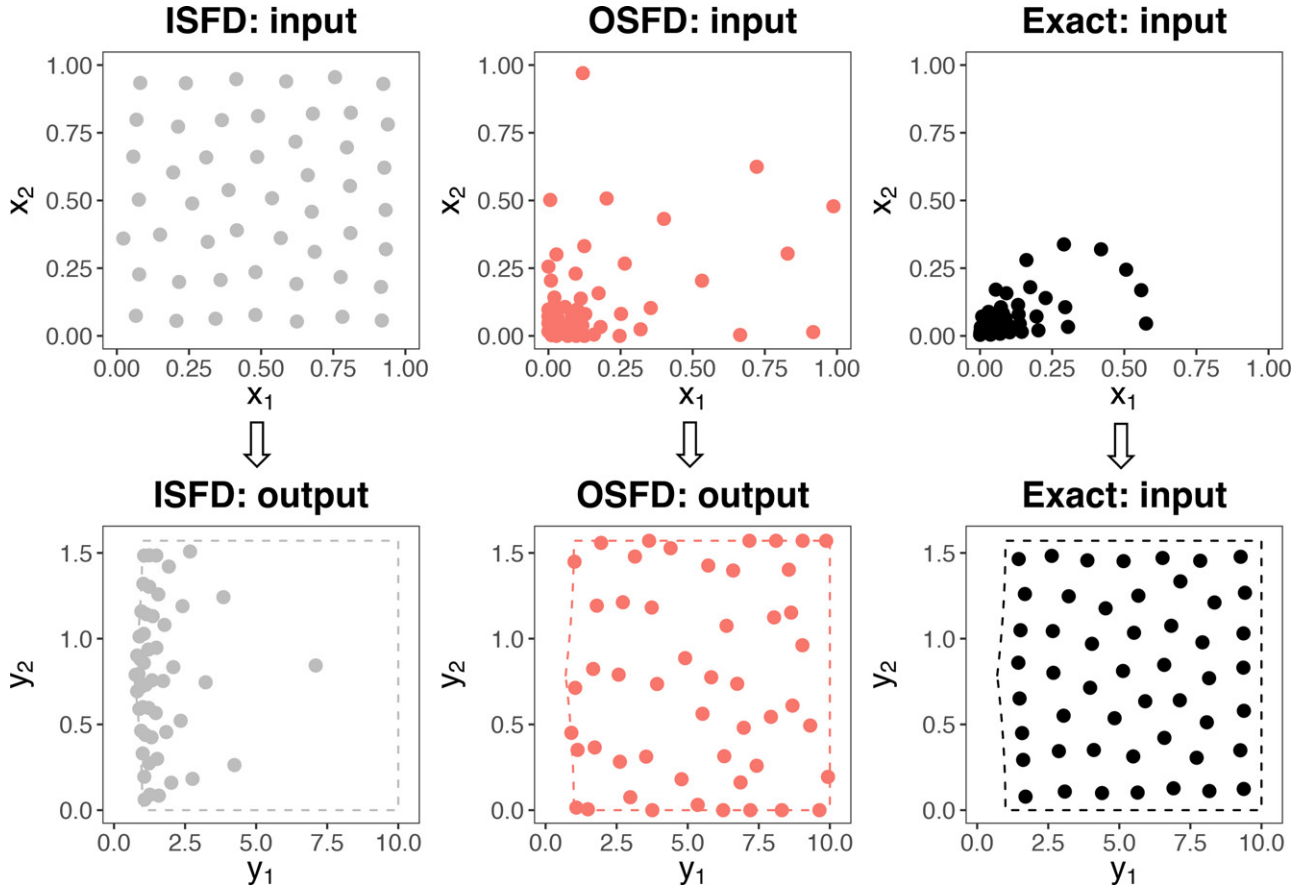 ISFD: input
OSFD: input
Exact: input
1.00
0.75
0.50
0.25
0.00
x2
0.00 0.25 0.50 0.75 1.00
x1
1.00
0.75
0.50
0.25
0.00
x2
0.00 0.25 0.50 0.75 1.00
x1
1.00
0.75
0.50
0.25
0.00
x2
0.00 0.25 0.50 0.75 1.00
x1
ISFD: output
OSFD: output
Exact: input
1.5
1.0
0.5
0.0
y2
0.0 2.5 5.0 7.5 10.0
y1
1.5
1.0
0.5
0.0
y2
0.0 2.5 5.0 7.5 10.0
y1
1.5
1.0
0.5
0.0
y2
0.0 2.5 5.0 7.5 10.0
y1